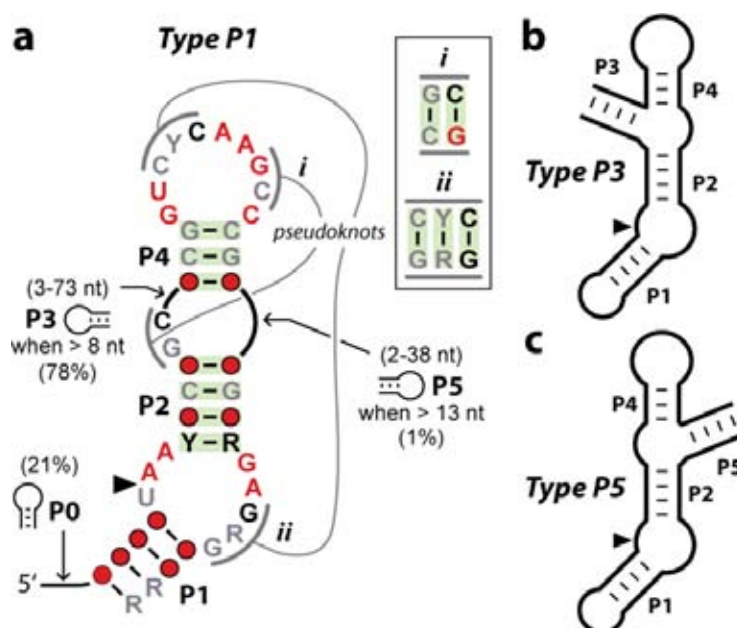 a
Type P1
b
P3
P4
Type P3
P2
P1
c
P4
Type P5
P5
P2
P1
i
G C
C G
ii
C Y C
G R G
C Y C A A
U G
G C
C
i
G C
P4
C G
pseudoknots
(3-73 nt)
P3
when > 8 nt
(78%)
C
G
(2-38 nt)
P5
when > 13 nt
(1%)
P2
C G
Y R
A G
A A
U G
R
G
ii
(21%)
P0
5'
R R
P1